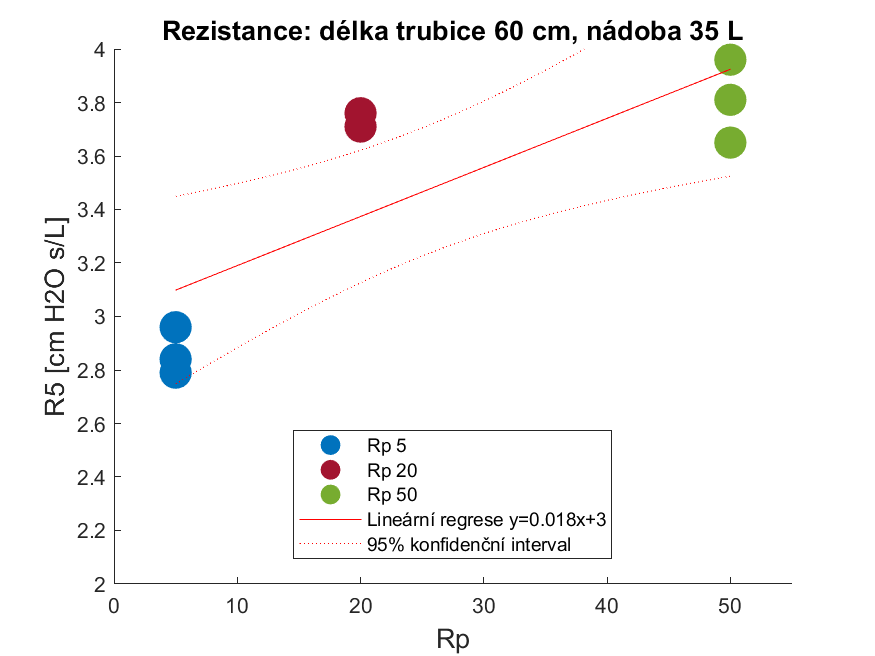 Rezistance: délka trubice 60 cm, nádoba 35 L
4
3.8
3.6
3.4
3.2
3
2.8
2.6
2.4
2.2
2
R5 [cm H2O s/L]
Rp 5
Rp 20
Rp 50
Lineární regrese y=0.018x+3
95% konfidenční interval
0 10 20 30 40 50
Rp